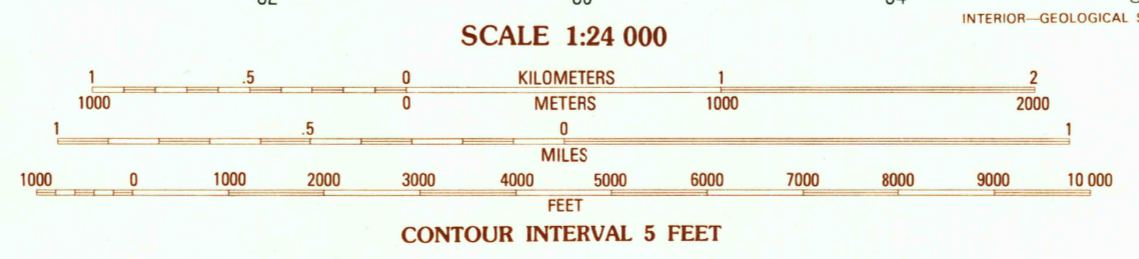 INTERIOR—GEOLOGICAL
SCALE 1:24 000
1 .5 0 KILOMETERS 1 2
1000 0 METERS 1000 2000
1 .5 0 1
MILES
1000 0 1000 2000 3000 4000 5000 6000 7000 8000 9000 10 000
FEET
CONTOUR INTERVAL 5 FEET